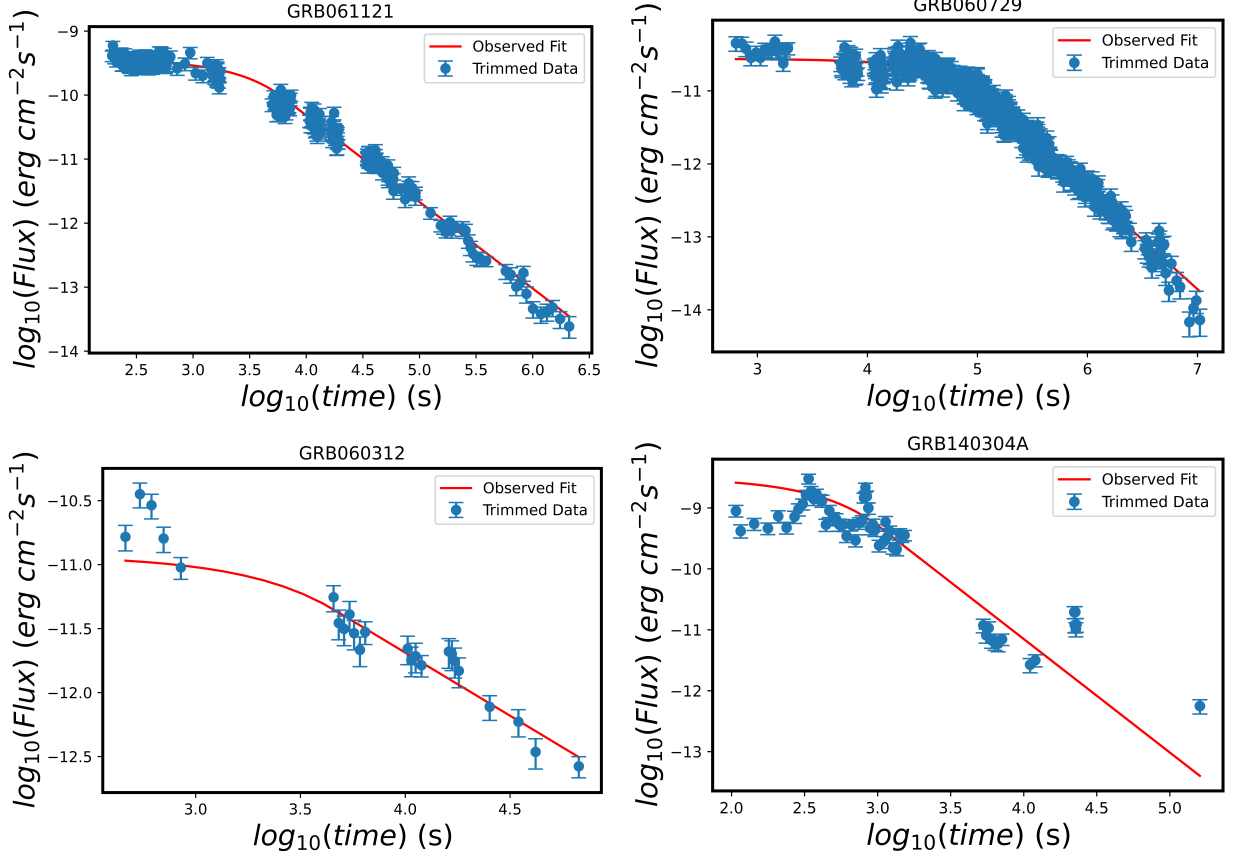 GRB061121
log₁₀(Flux) (erg cm⁻²s⁻¹)
−9
−10
−11
−12
−13
−14
Observed Fit
Trimmed Data
2.5 3.0 3.5 4.0 4.5 5.0 5.5 6.0 6.5
log₁₀(time) (s)
GRB060729
log₁₀(Flux) (erg cm⁻²s⁻¹)
−11
−12
−13
−14
Observed Fit
Trimmed Data
3 4 5 6 7
log₁₀(time) (s)
GRB060312
log₁₀(Flux) (erg cm⁻²s⁻¹)
−10.5
−11.0
−11.5
−12.0
−12.5
Observed Fit
Trimmed Data
3.0 3.5 4.0 4.5
log₁₀(time) (s)
GRB140304A
log₁₀(Flux) (erg cm⁻²s⁻¹)
−9
−10
−11
−12
−13
Observed Fit
Trimmed Data
2.0 2.5 3.0 3.5 4.0 4.5 5.0
log₁₀(time) (s)